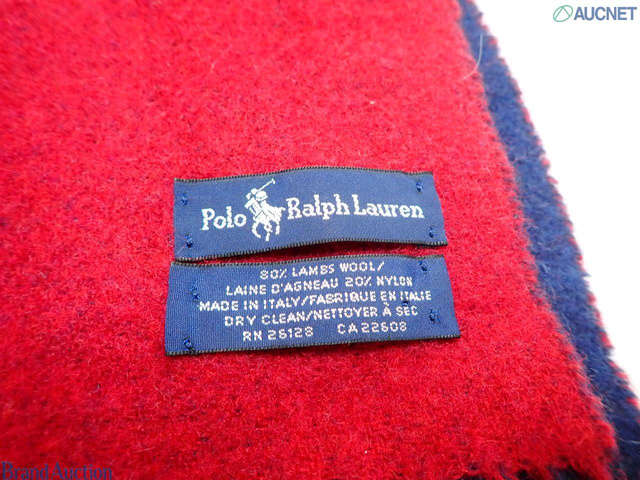 AUCNET
Polo Ralph Lauren
80% LAMBS WOOL/
LAINE D'AGNEAU 20% NYLON
MADE IN ITALY/FABRIQUE EN ITALIE
DRY CLEAN/NETTOYER À SEC
RN 26128 CA 22608
Brand Auction